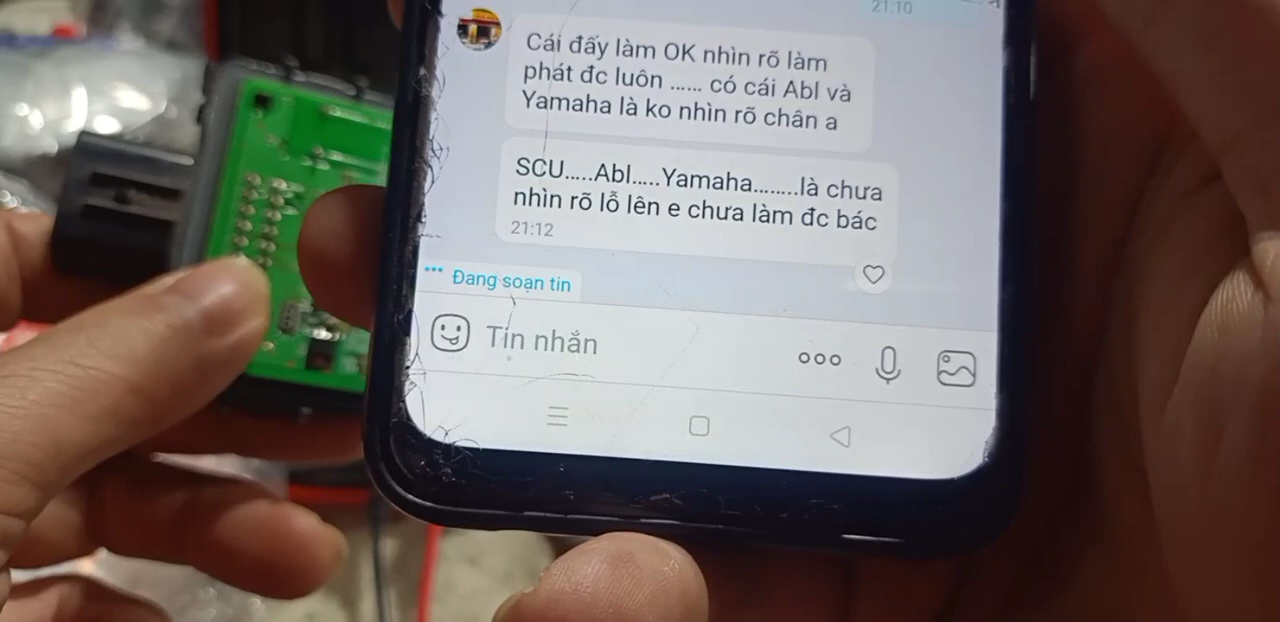 21:10
Cái đấy làm OK nhìn rõ làm
phát đc luôn ...... có cái Abl và
Yamaha là ko nhìn rõ chân a
SCU.....Abl.....Yamaha........là chưa
nhìn rõ lỗ lên e chưa làm đc bác
21:12
Đang soạn tin
Tin nhắn